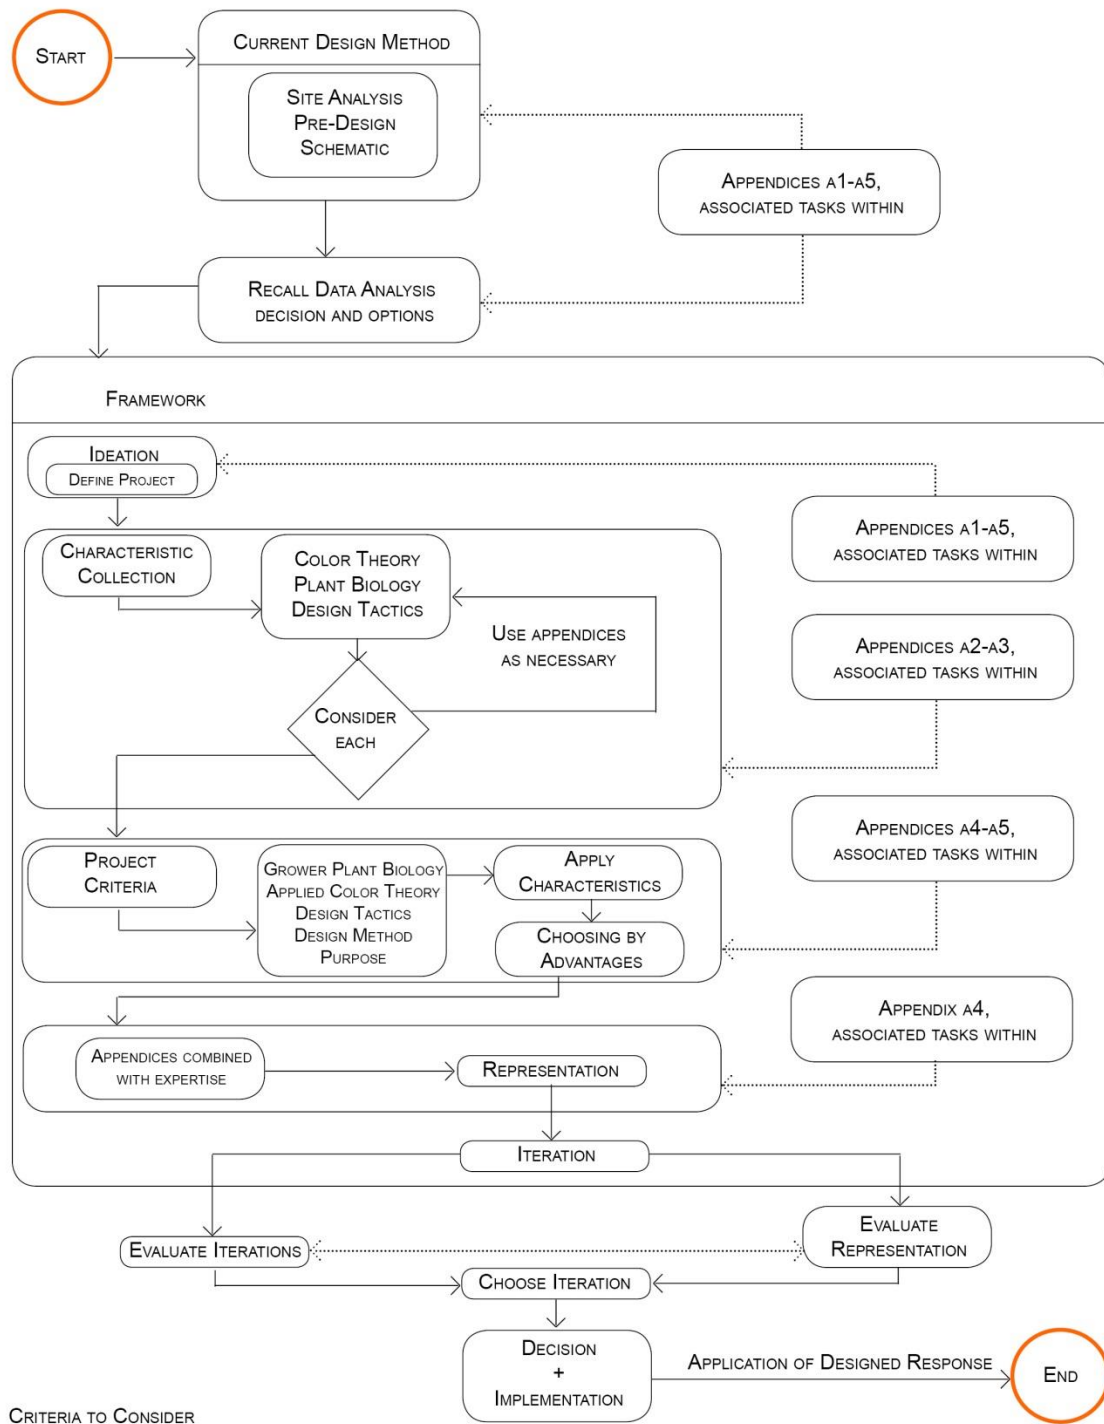 Start
Current Design Method
Site Analysis
Pre-Design
Schematic
Appendices a1-a5,
associated tasks within
Recall Data Analysis
decision and options
Framework
Ideation
Define Project
Appendices a1-a5,
associated tasks within
Characteristic
Collection
Color Theory
Plant Biology
Design Tactics
Use appendices
as necessary
Appendices a2-a3,
associated tasks within
Consider
each
Appendices a4-a5,
associated tasks within
Project
Criteria
Grower Plant Biology
Applied Color Theory
Design Tactics
Design Method
Purpose
Apply
Characteristics
Choosing by
Advantages
Appendix a4,
associated tasks within
Appendices combined
with expertise
Representation
Iteration
Evaluate Iterations
Evaluate
Representation
Choose Iteration
Decision
+
Implementation
Application of Designed Response
End
Criteria to Consider